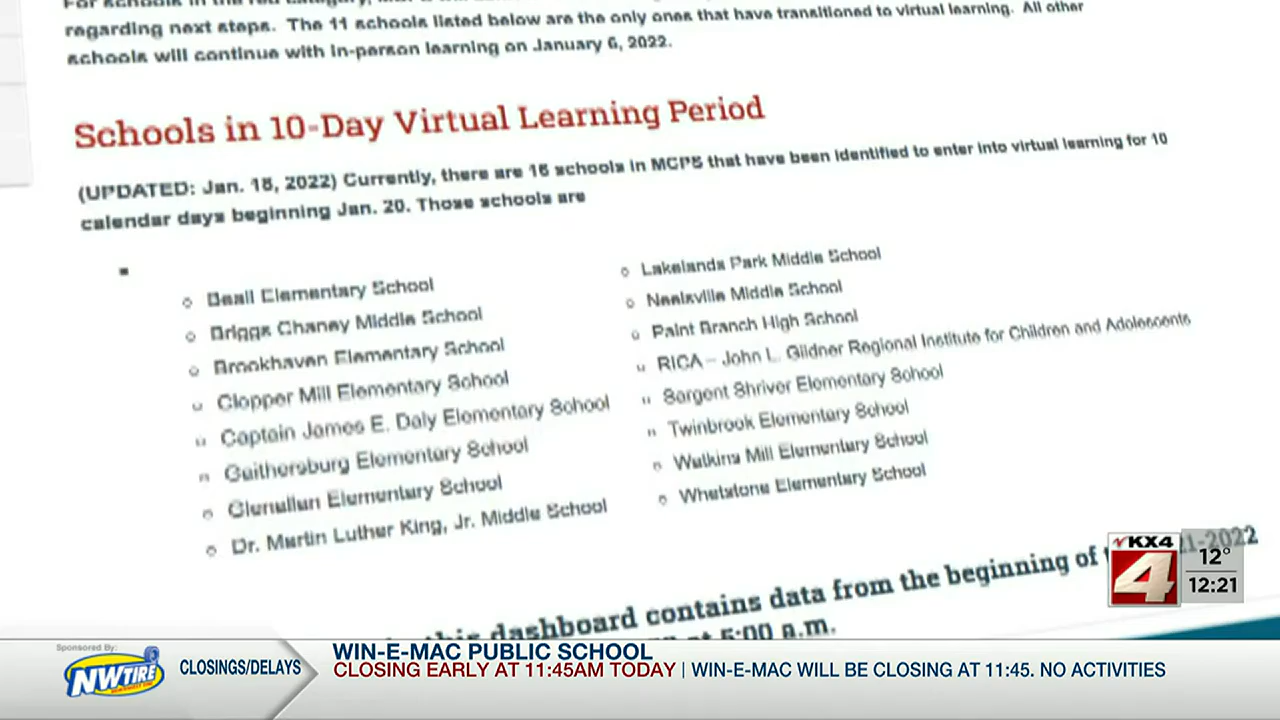 regarding next steps. The 11 schools listed below are the only ones that have transitioned to virtual learning. All other
schools will continue with in-person learning on January 6, 2022.
Schools in 10-Day Virtual Learning Period
(UPDATED: Jan. 18, 2022) Currently, there are 16 schools in MCPS that have been identified to enter into virtual learning for 10
calendar days beginning Jan. 20. Those schools are
Beall Elementary School
Briggs Chaney Middle School
Brookhaven Elementary School
Clopper Mill Elementary School
Captain James E. Daly Elementary School
Gaithersburg Elementary School
Glenallan Elementary School
Dr. Martin Luther King, Jr. Middle School
Lakelands Park Middle School
Neelsville Middle School
Paint Branch High School
RICA – John L. Gildner Regional Institute for Children and Adolescents
Sargent Shriver Elementary School
Twinbrook Elementary School
Watkins Mill Elementary School
Whetstone Elementary School
this dashboard contains data from the beginning of 21-2022
5:00 a.m.
KX4
4
12°
12:21
Sponsored By:
NWTIRE
CLOSINGS/DELAYS
WIN-E-MAC PUBLIC SCHOOL
CLOSING EARLY AT 11:45AM TODAY | WIN-E-MAC WILL BE CLOSING AT 11:45. NO ACTIVITIES